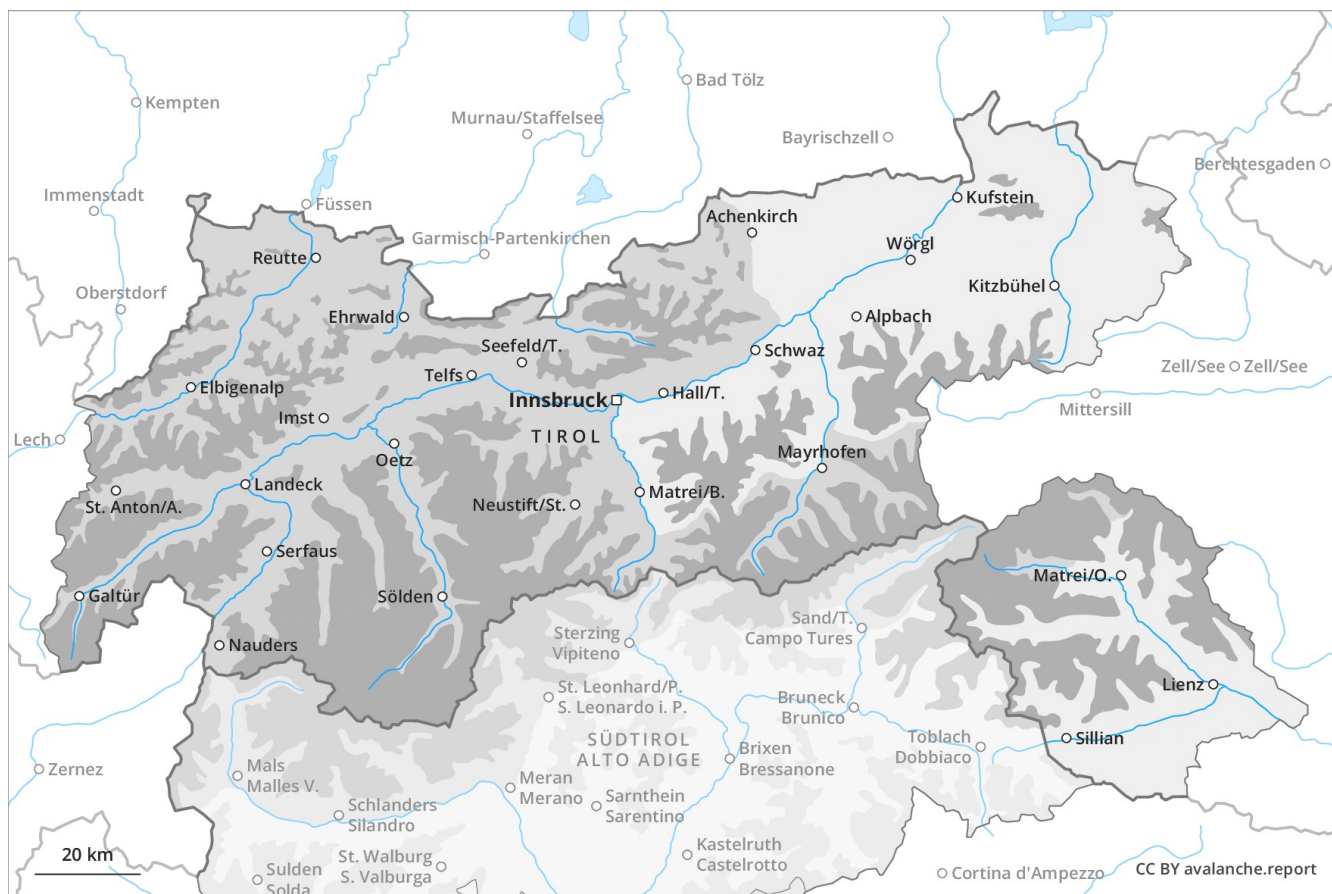 Bad Tölz
Kempten
Murnau/Staffelsee
Bayrischzell
Berchtesgaden
Immenstadt
Füssen
Kufstein
Achenkirch
Garmisch-Partenkirchen
Wörgl
Reutte
Kitzbühel
Oberstdorf
Ehrwald
Alpbach
Seefeld/T.
Schwaz
Telfs
Zell/See
Zell/See
Elbigenalp
Innsbruck
Hall/T.
Mittersill
Imst
Lech
TIROL
Oetz
Mayrhofen
Landeck
Matrei/B.
St. Anton/A.
Neustift/St.
Serfaus
Matrei/O.
Galtür
Sölden
Sand/T.
Campo Tures
Sterzing
Vipiteno
Nauders
Lienz
St. Leonhard/P.
S. Leonardo i. P.
Bruneck
Brunico
Sillian
SÜDTIROL
ALTO ADIGE
Toblach
Dobbiaco
Brixen
Bressanone
Zernez
Mals
Malles V.
Meran
Merano
Schlanders
Silandro
Sarnthein
Sarentino
Kastelruth
Castelrotto
20 km
St. Walburg
S. Valburga
Sulden
Solda
Cortina d'Ampezzo
CC BY avalanche.report